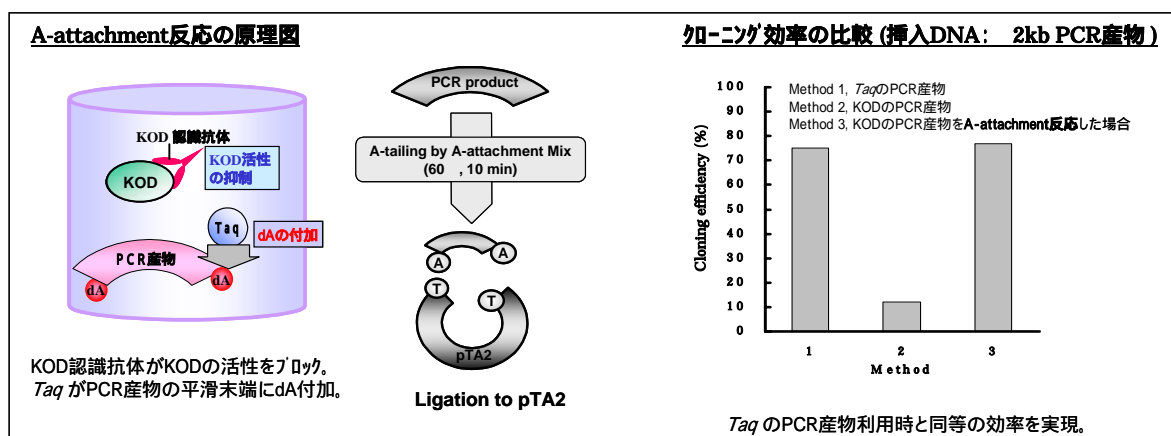 A-attachment反応の原理図
KOD 認識抗体
KOD活性
の抑制
KOD
Taq
dAの付加
PCR産物
dA
dA
KOD認識抗体がKODの活性をブロック。
Taq がPCR産物の平滑末端にdA付加。
PCR product
A-tailing by A-attachment Mix
(60 , 10 min)
A
A
T
T
pTA2
Ligation to pTA2
クローニング効率の比較 (挿入DNA: 2kb PCR産物 )
Method 1, TaqのPCR産物
Method 2, KODのPCR産物
Method 3, KODのPCR産物をA-attachment反応した場合
Cloning efficiency (%)
100
90
80
70
60
50
40
30
20
10
0
1 2 3
Method
Taq のPCR産物利用時と同等の効率を実現。